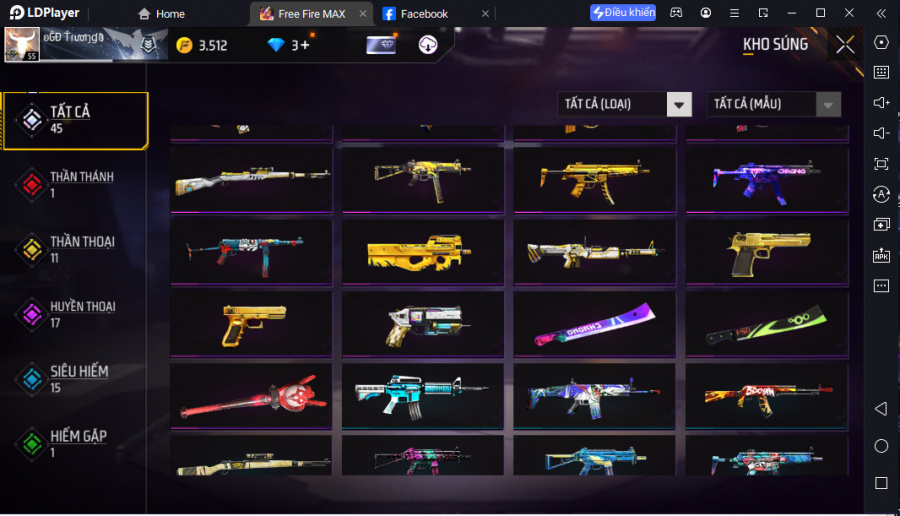 LDPlayer
Home
Free Fire MAX
Facebook
Điều khiển
55
3.512
3+
KHO SÚNG
TẤT CẢ
45
TẤT CẢ (LOẠI)
TẤT CẢ (MẪU)
THẦN THÁNH
1
THẦN THOẠI
11
HUYỀN THOẠI
17
SIÊU HIẾM
15
HIẾM GẶP
1
BOOM
APK